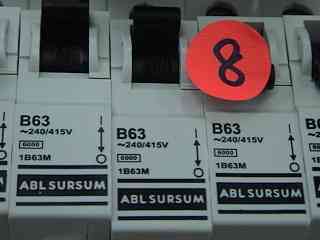 8
B63
~240/415V
6000
1B63M
ABL SURSUM
B63
~240/415V
6000
1B63M
ABL SURSUM
B63
~240/415V
6000
1B63M
ABL SURSUM